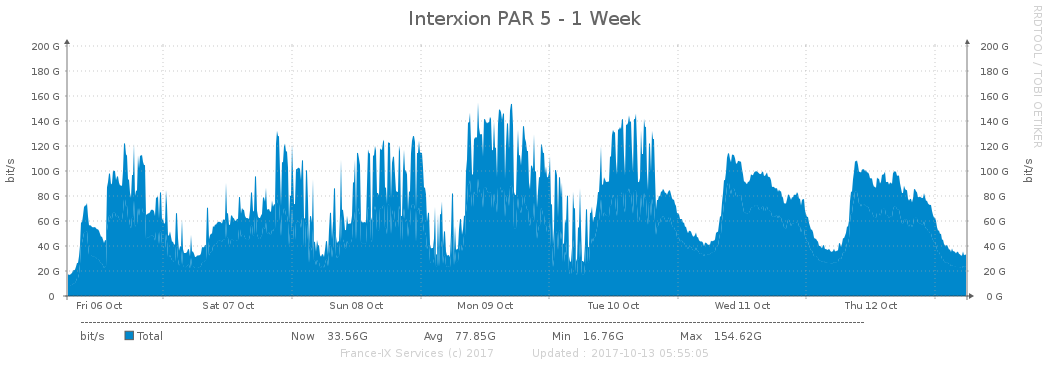 Interxion PAR 5 - 1 Week
RRDTOOL / TOBI OETIKER
bit/s
200 G 200 G
180 G 180 G
160 G 160 G
140 G 140 G
120 G 120 G
100 G 100 G
80 G 80 G
60 G 60 G
40 G 40 G
20 G 20 G
0 0 G
bit/s
Fri 06 Oct Sat 07 Oct Sun 08 Oct Mon 09 Oct Tue 10 Oct Wed 11 Oct Thu 12 Oct
bit/s Total Now 33.56G Avg 77.85G Min 16.76G Max 154.62G
France-IX Services (c) 2017 Updated : 2017-10-13 05:55:05